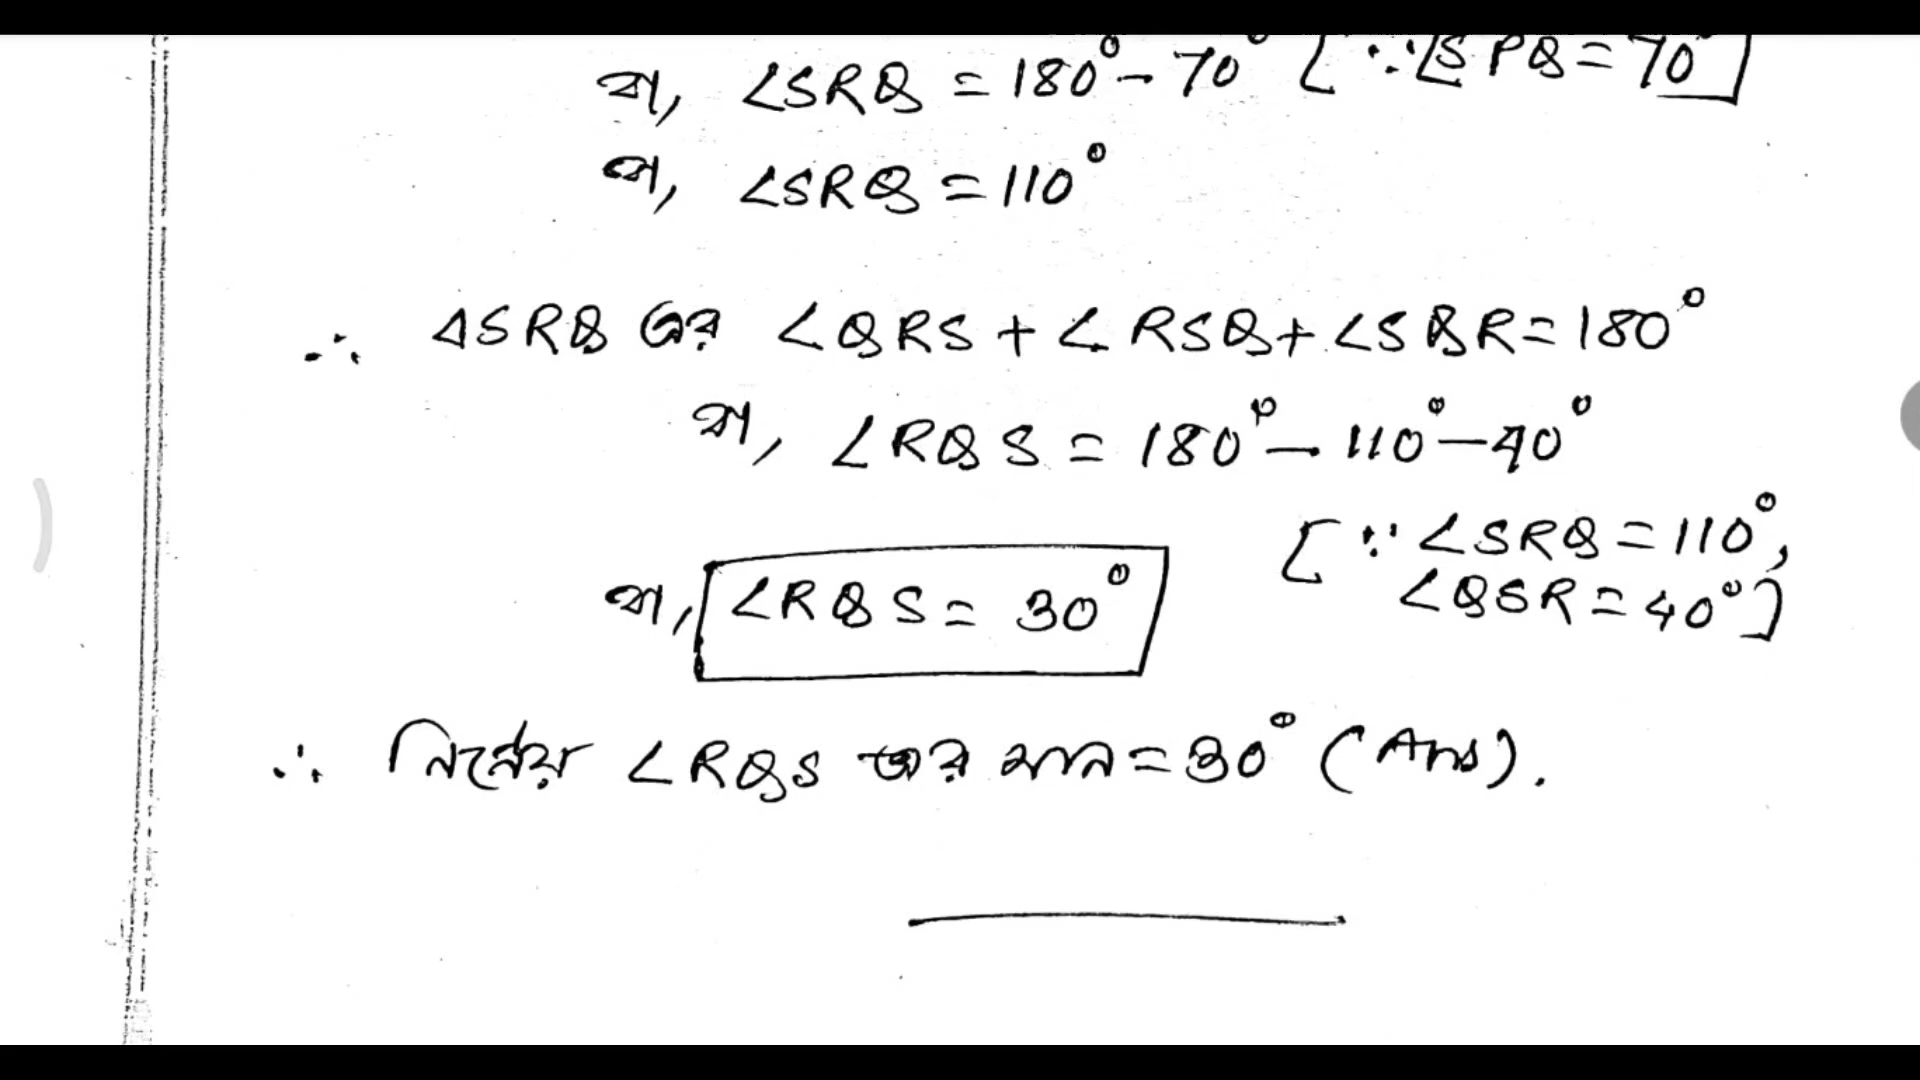 বা, ∠SRQ = 180° - 70° [∵ ∠SPQ = 70°]
বা, ∠SRQ = 110°
∴ △SRQ এর ∠QRS + ∠RSQ + ∠SQR = 180°
বা, ∠RQS = 180° - 110° - 40°
[∵ ∠SRQ = 110°,
∠QSR = 40°]
বা, ∠RQS = 30°
∴ নির্ণেয় ∠RQS এর মান = 30° (Ans).